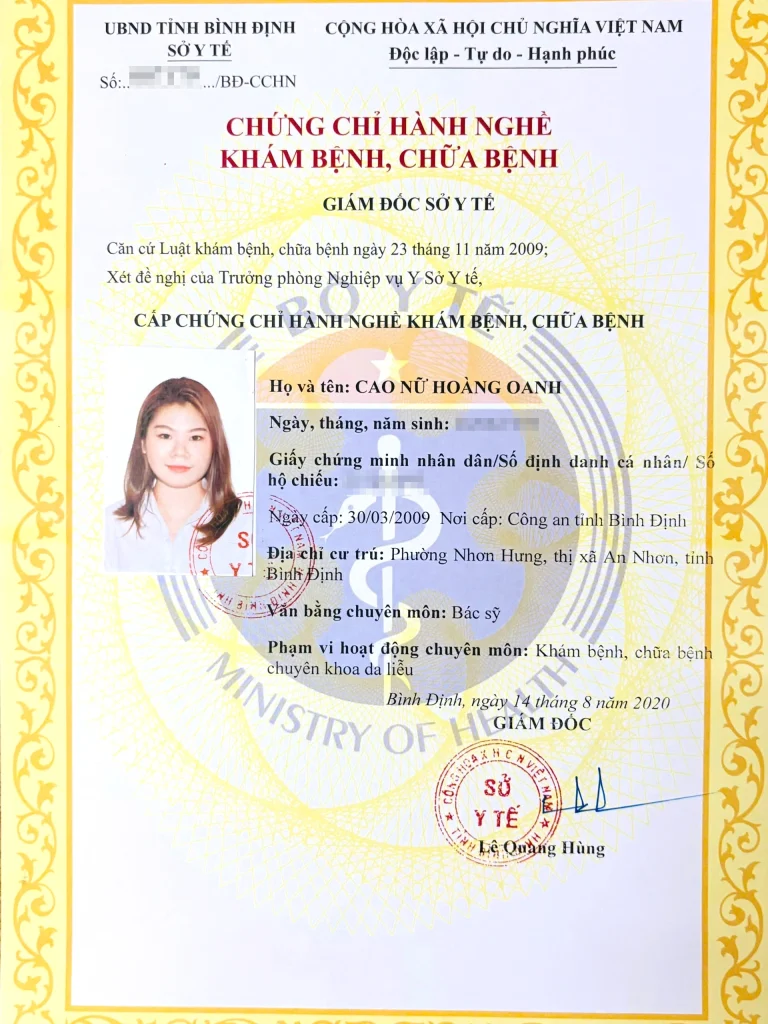 UBND TỈNH BÌNH ĐỊNH
SỞ Y TẾ
CỘNG HÒA XÃ HỘI CHỦ NGHĨA VIỆT NAM
Độc lập - Tự do - Hạnh phúc
Số:.. .../BĐ-CCHN
CHỨNG CHỈ HÀNH NGHỀ
KHÁM BỆNH, CHỮA BỆNH
GIÁM ĐỐC SỞ Y TẾ
Căn cứ Luật khám bệnh, chữa bệnh ngày 23 tháng 11 năm 2009;
Xét đề nghị của Trưởng phòng Nghiệp vụ Y Sở Y tế,
BỘ Y TẾ
CẤP CHỨNG CHỈ HÀNH NGHỀ KHÁM BỆNH, CHỮA BỆNH
Họ và tên: CAO NỮ HOÀNG OANH
Ngày, tháng, năm sinh:
Giấy chứng minh nhân dân/Số định danh cá nhân/ Số
hộ chiếu:
Ngày cấp: 30/03/2009 Nơi cấp: Công an tỉnh Bình Định
Địa chỉ cư trú: Phường Nhơn Hưng, thị xã An Nhơn, tỉnh
Bình Định
Văn bằng chuyên môn: Bác sỹ
Phạm vi hoạt động chuyên môn: Khám bệnh, chữa bệnh
chuyên khoa da liễu
MINISTRY OF HEALTH
Bình Định, ngày 14 tháng 8 năm 2020
GIÁM ĐỐC
SỞ
Y TẾ
Lê Quang Hùng